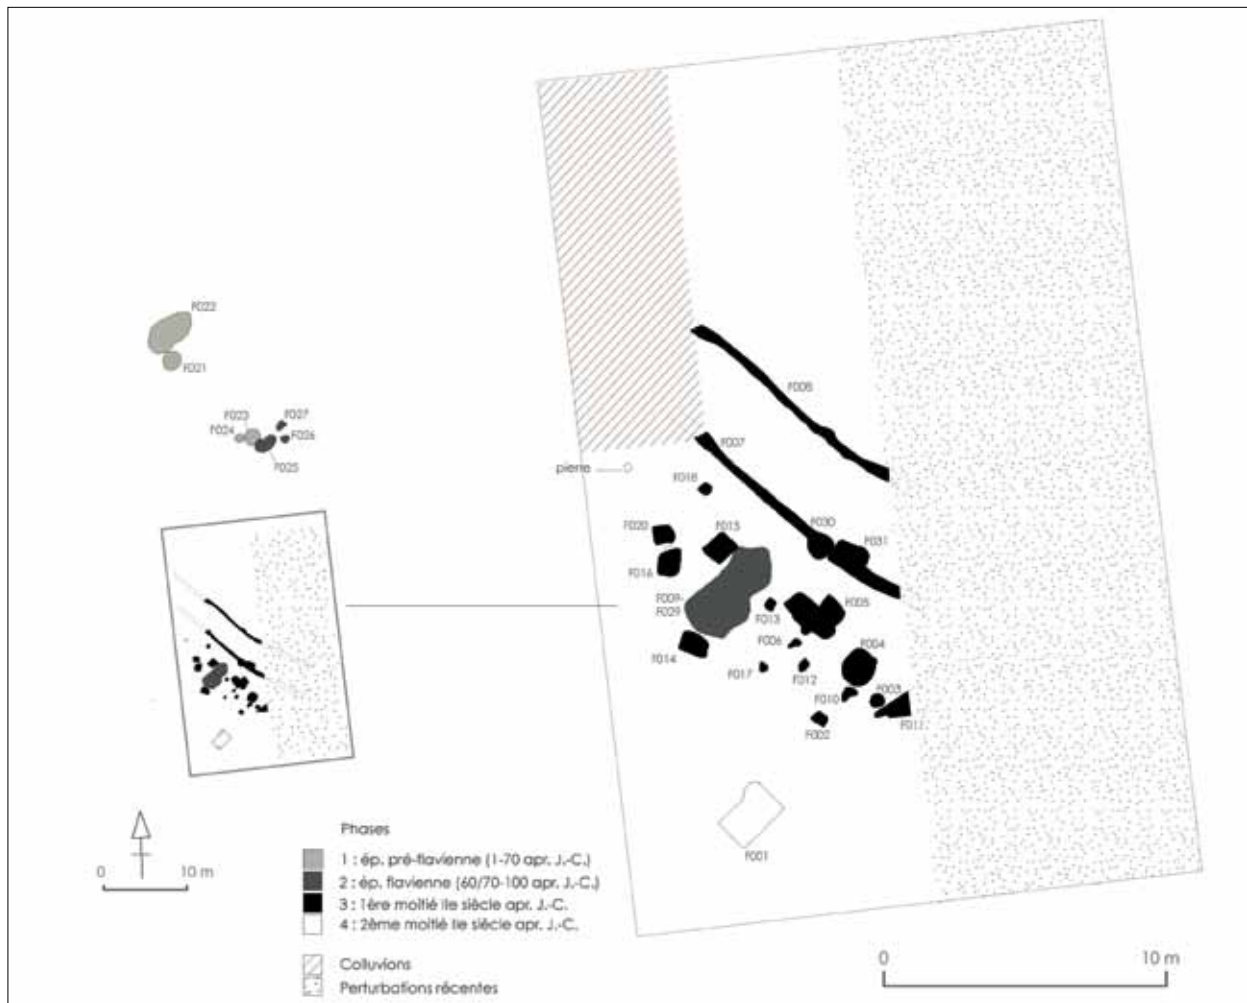 F022
F021
F023
F027
F024
F026
F025
F008
F007
pierre
F018
F020
F015
F030
F031
F016
F009-
F029
F013
F005
F006
F004
F014
F017
F012
F010
F003
F011
F002
F001
0 10 m
Phases
1 : ép. pré-flavienne (1-70 apr. J.-C.)
2 : ép. flavienne (60/70-100 apr. J.-C.)
3 : 1ère moitié IIe siècle apr. J.-C.
4 : 2ème moitié IIe siècle apr. J.-C.
Colluvions
Perturbations récentes
0 10 m